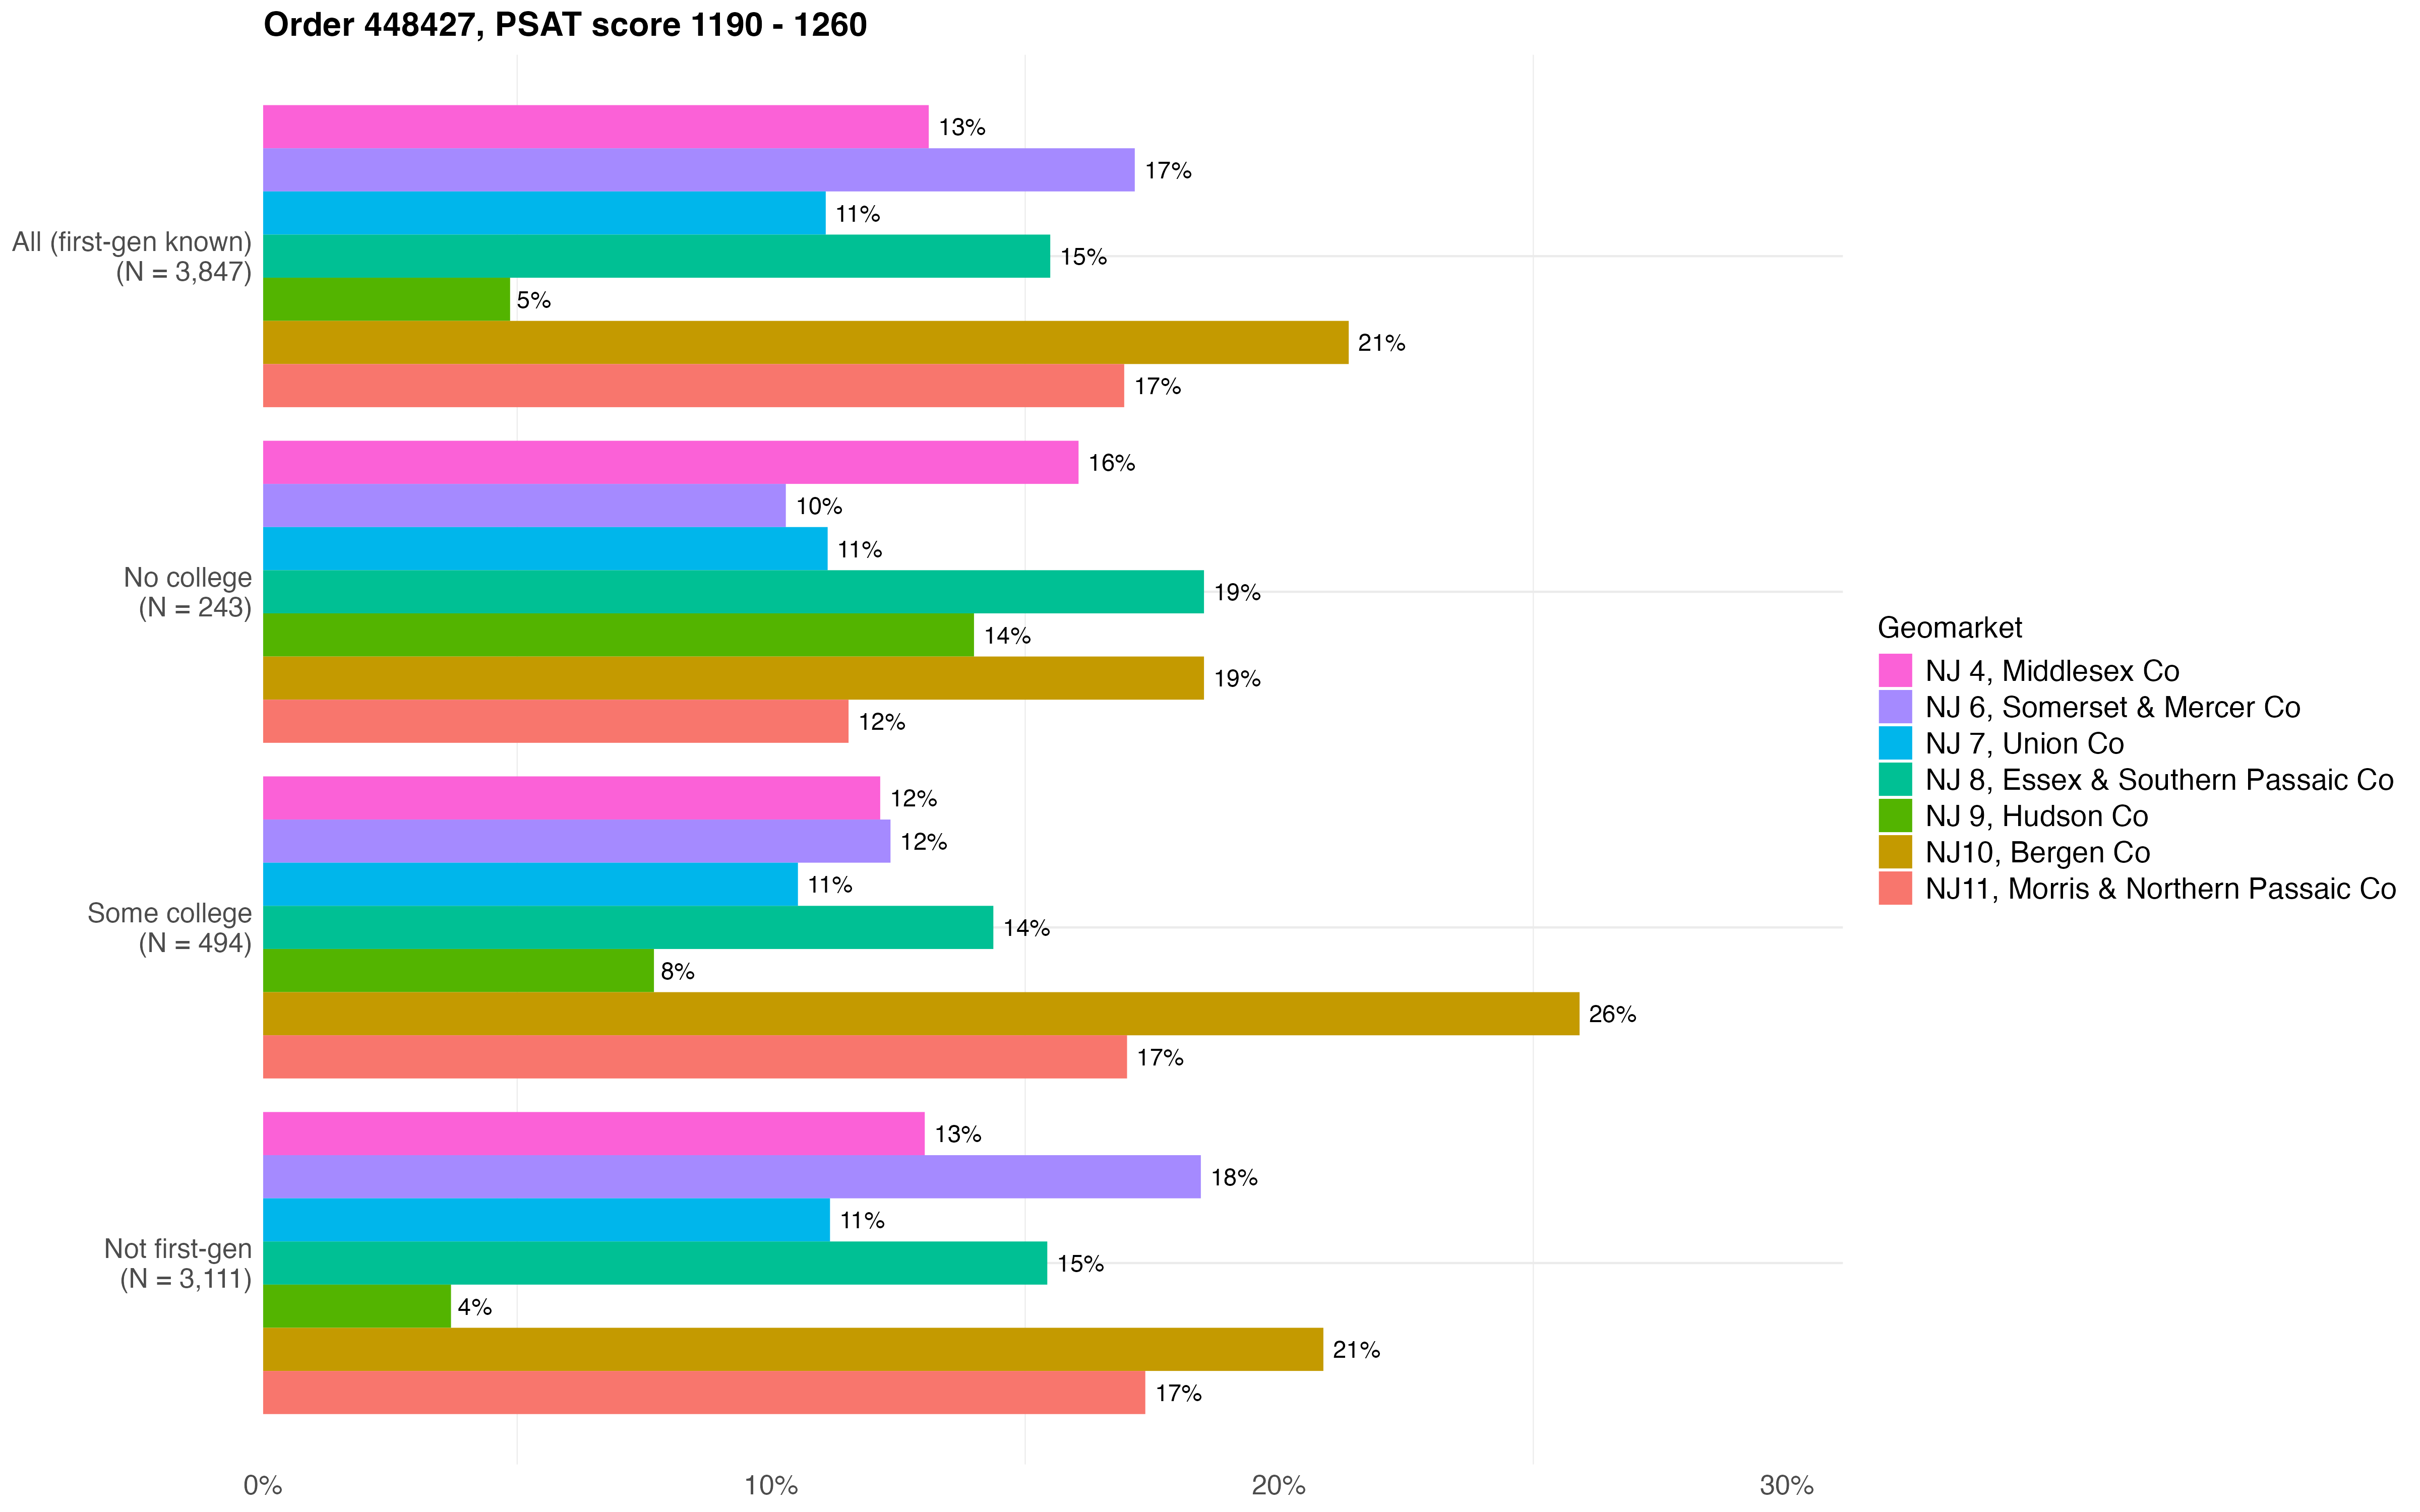 Order 448427, PSAT score 1190 - 1260
All (first-gen known)
(N = 3,847)
13%
17%
11%
15%
5%
21%
17%
No college
(N = 243)
16%
10%
11%
19%
14%
19%
12%
Some college
(N = 494)
12%
12%
11%
14%
8%
26%
17%
Not first-gen
(N = 3,111)
13%
18%
11%
15%
4%
21%
17%
0% 10% 20% 30%
Geomarket
NJ 4, Middlesex Co
NJ 6, Somerset & Mercer Co
NJ 7, Union Co
NJ 8, Essex & Southern Passaic Co
NJ 9, Hudson Co
NJ10, Bergen Co
NJ11, Morris & Northern Passaic Co